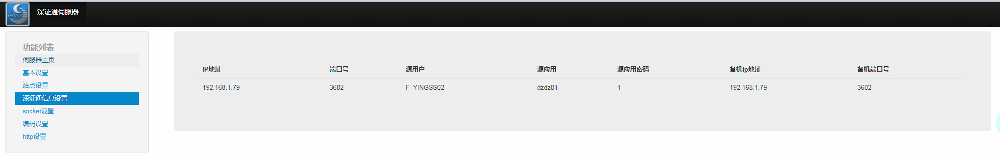 YNSTECH
深证通伺服器
功能列表
伺服器主页
基本设置
站点设置
深证通信息设置
socket设置
编码设置
http设置
IP地址 端口号 源用户 源应用 源应用密码 备机ip地址 备机端口号
192.168.1.79 3602 F_YINGSS02 dzdz01 1 192.168.1.79 3602